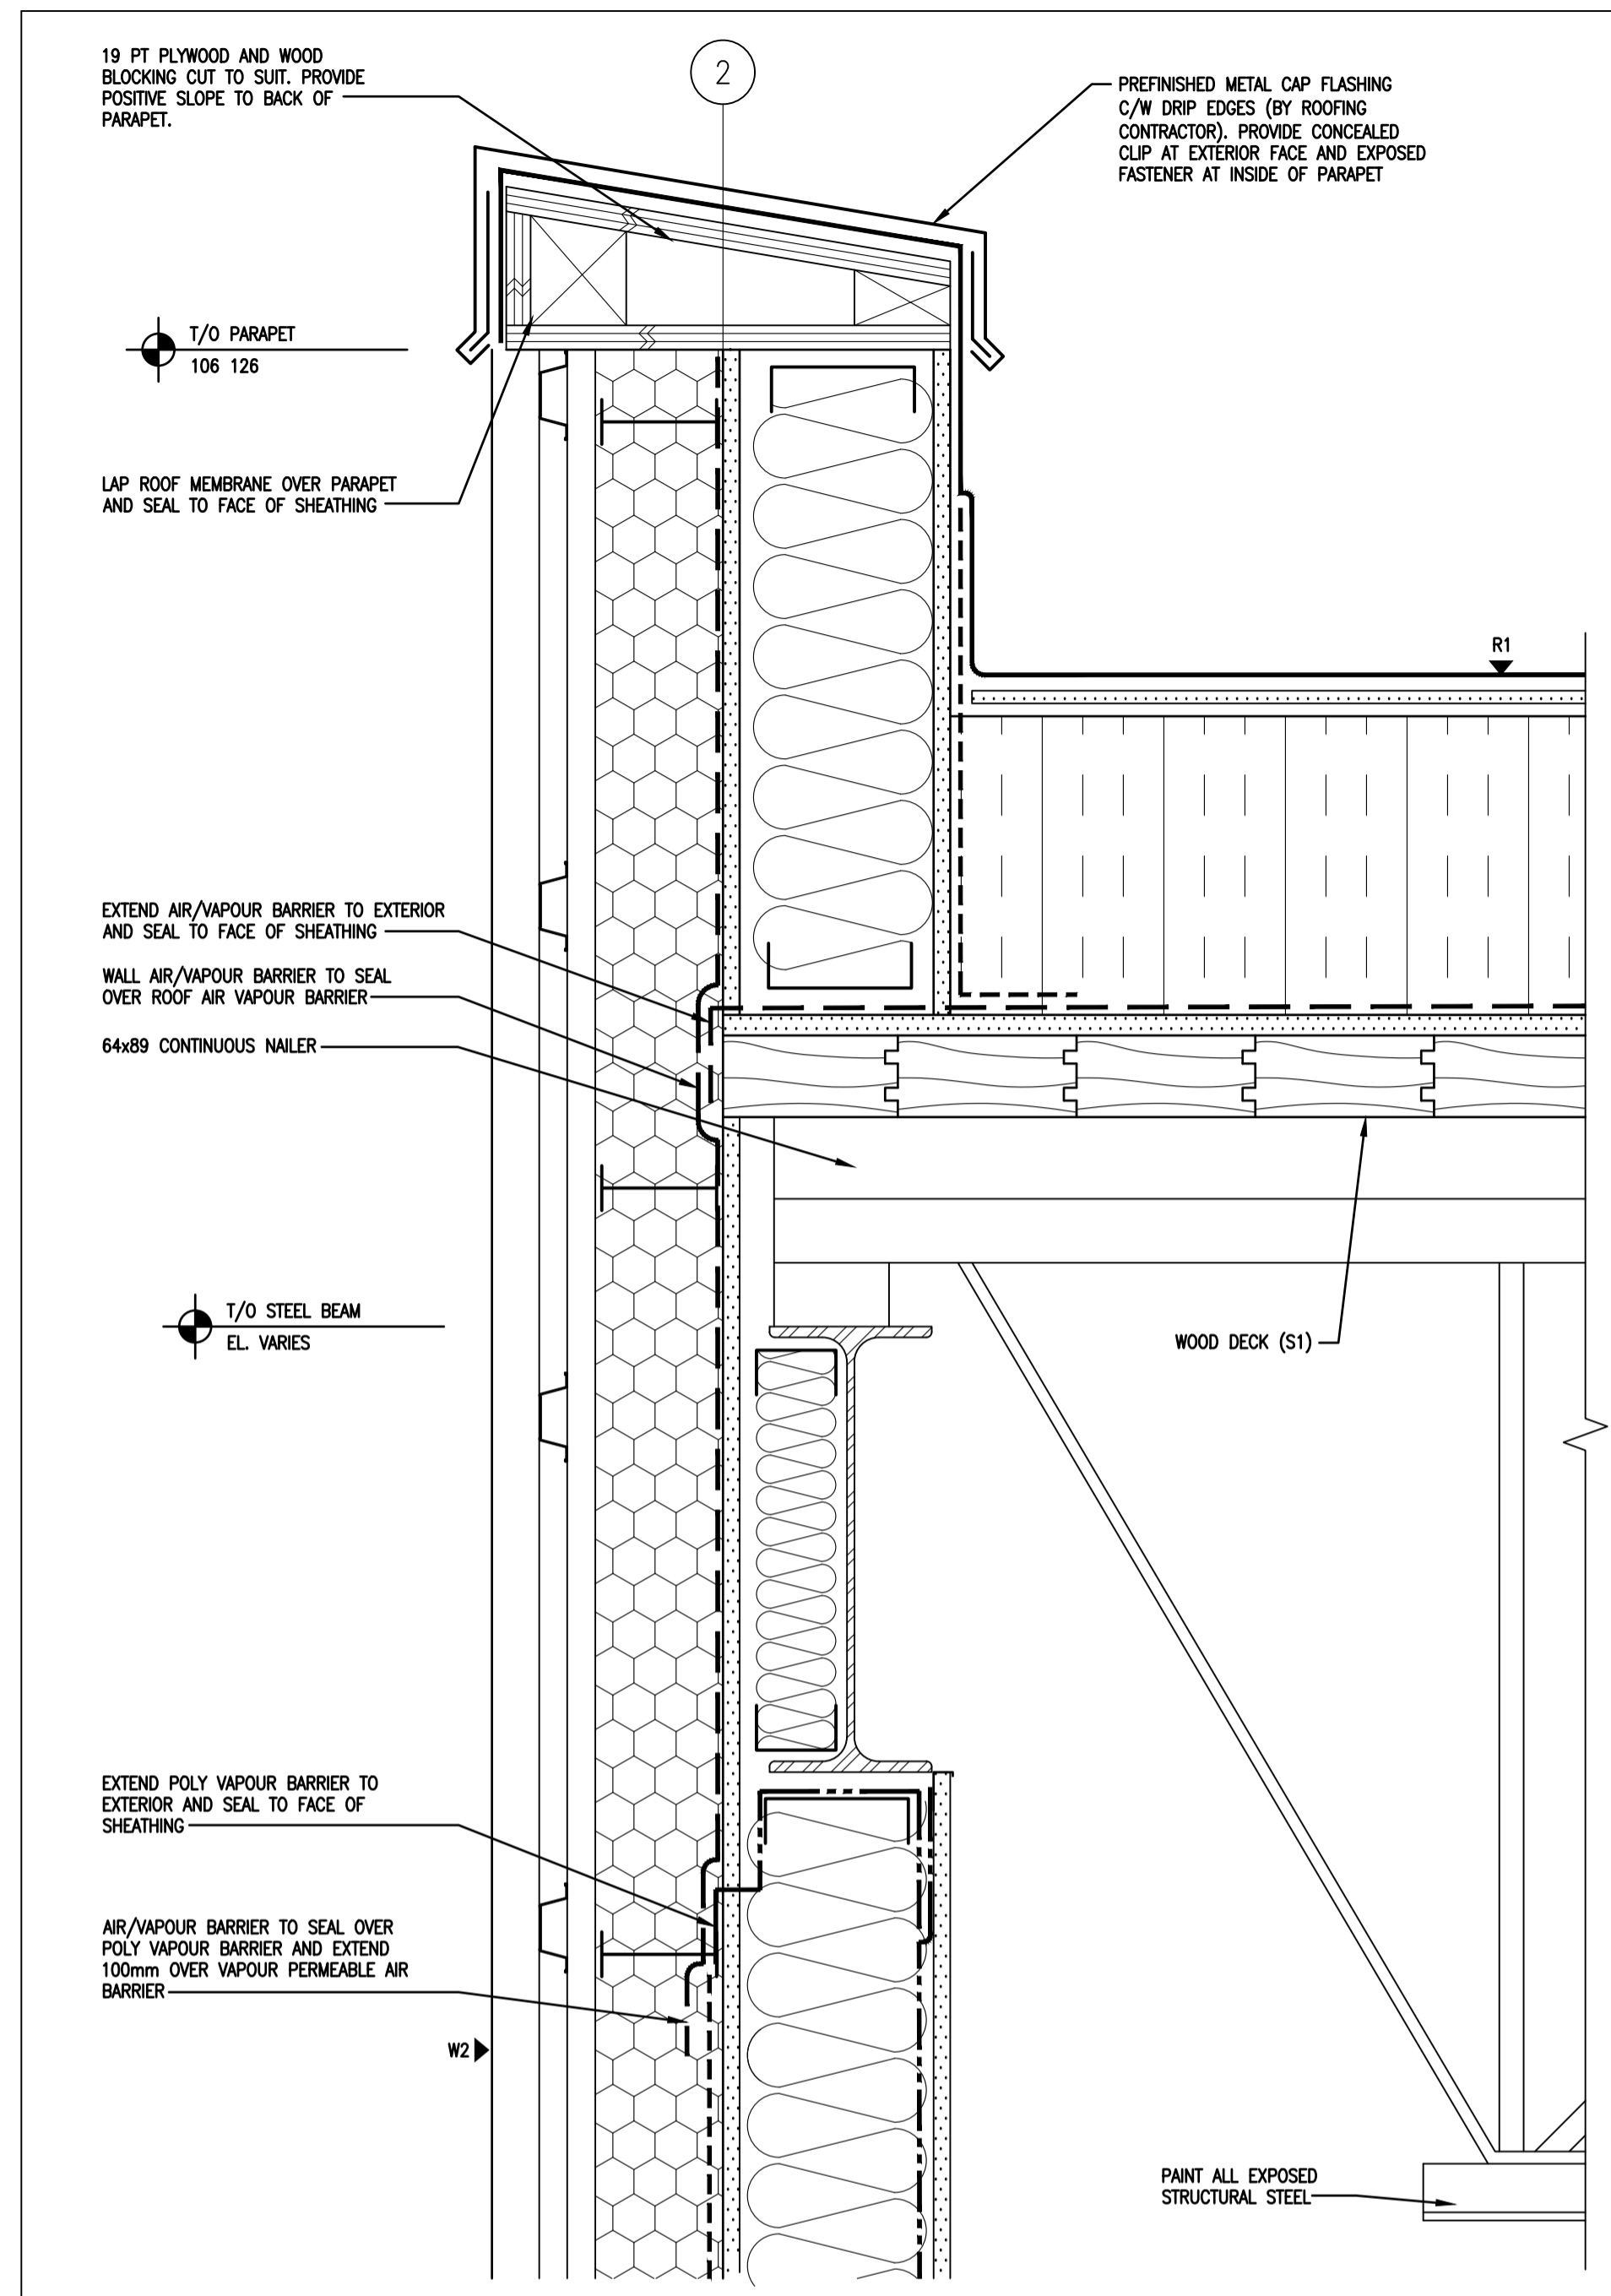 19 PT PLYWOOD AND WOOD
BLOCKING CUT TO SUIT. PROVIDE
POSITIVE SLOPE TO BACK OF
PARAPET.
2
PREFINISHED METAL CAP FLASHING
C/W DRIP EDGES (BY ROOFING
CONTRACTOR). PROVIDE CONCEALED
CLIP AT EXTERIOR FACE AND EXPOSED
FASTENER AT INSIDE OF PARAPET
T/O PARAPET
106 126
LAP ROOF MEMBRANE OVER PARAPET
AND SEAL TO FACE OF SHEATHING
R1
EXTEND AIR/VAPOUR BARRIER TO EXTERIOR
AND SEAL TO FACE OF SHEATHING
WALL AIR/VAPOUR BARRIER TO SEAL
OVER ROOF AIR VAPOUR BARRIER
64x89 CONTINUOUS NAILER
T/O STEEL BEAM
EL. VARIES
WOOD DECK (S1)
EXTEND POLY VAPOUR BARRIER TO
EXTERIOR AND SEAL TO FACE OF
SHEATHING
AIR/VAPOUR BARRIER TO SEAL OVER
POLY VAPOUR BARRIER AND EXTEND
100mm OVER VAPOUR PERMEABLE AIR
BARRIER
W2
PAINT ALL EXPOSED
STRUCTURAL STEEL